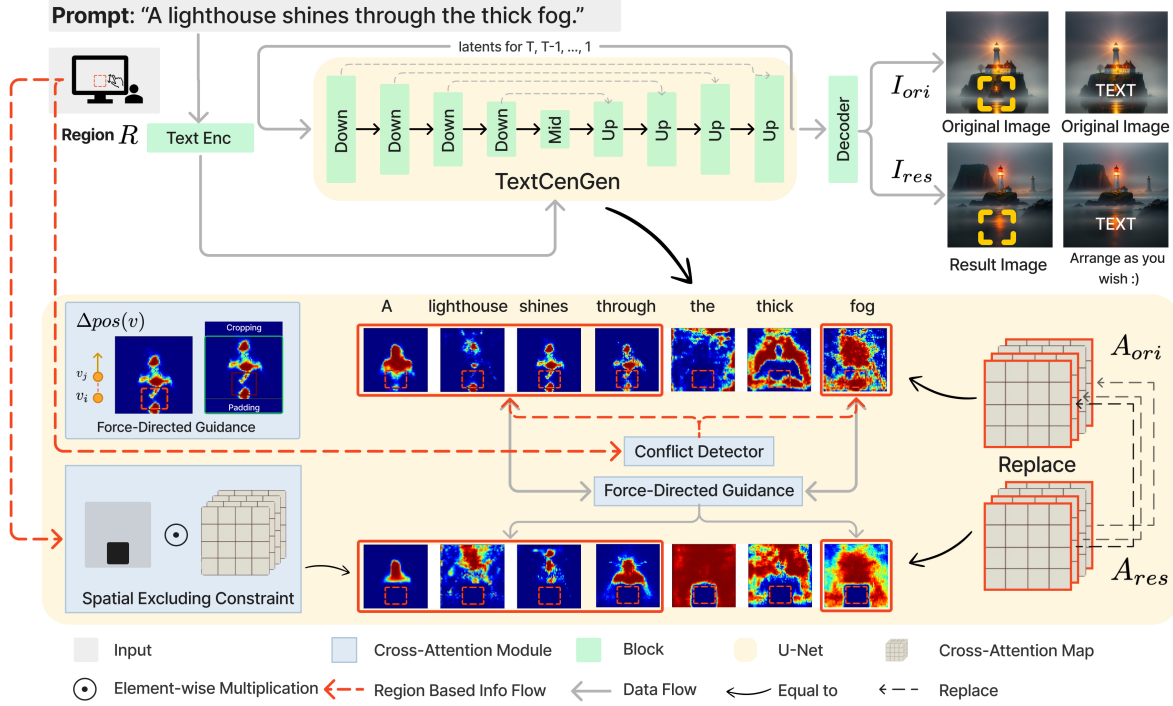 Prompt: “A lighthouse shines through the thick fog.”
latents for T, T-1, ..., 1
Region R
Text Enc
Down
Down
Down
Down
Mid
Up
Up
Up
Up
TextCenGen
Decoder
I_ori
I_res
Original Image
TEXT
Original Image
Result Image
TEXT
Arrange as you
wish :)
Δpos(v)
v_j
v_i
Cropping
Padding
Force-Directed Guidance
A lighthouse shines through the thick fog
Conflict Detector
Force-Directed Guidance
Spatial Excluding Constraint
A_ori
Replace
A_res
Input
Cross-Attention Module
Block
U-Net
Cross-Attention Map
Element-wise Multiplication
Region Based Info Flow
Data Flow
Equal to
Replace